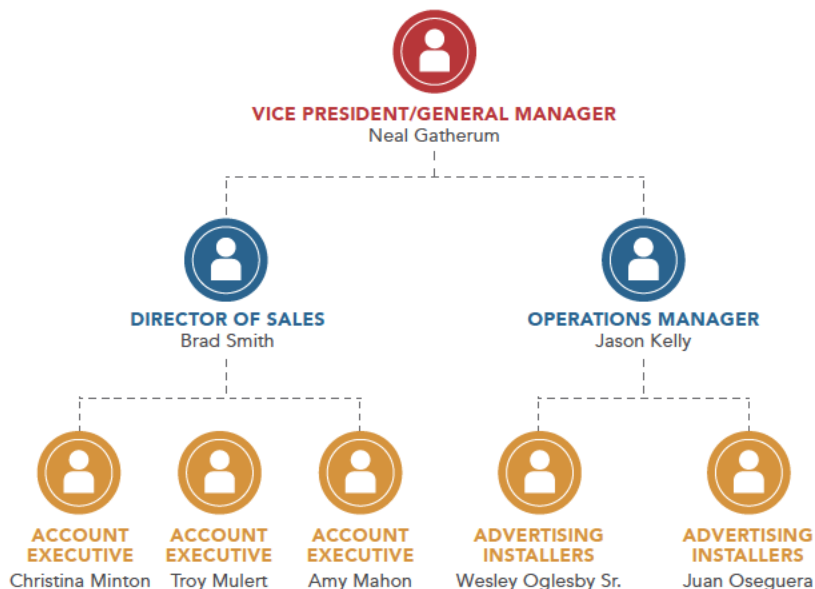 VICE PRESIDENT/GENERAL MANAGER
Neal Gatherum
DIRECTOR OF SALES
Brad Smith
OPERATIONS MANAGER
Jason Kelly
ACCOUNT
EXECUTIVE
Christina Minton
ACCOUNT
EXECUTIVE
Troy Mulert
ACCOUNT
EXECUTIVE
Amy Mahon
ADVERTISING
INSTALLERS
Wesley Oglesby Sr.
ADVERTISING
INSTALLERS
Juan Oseguera